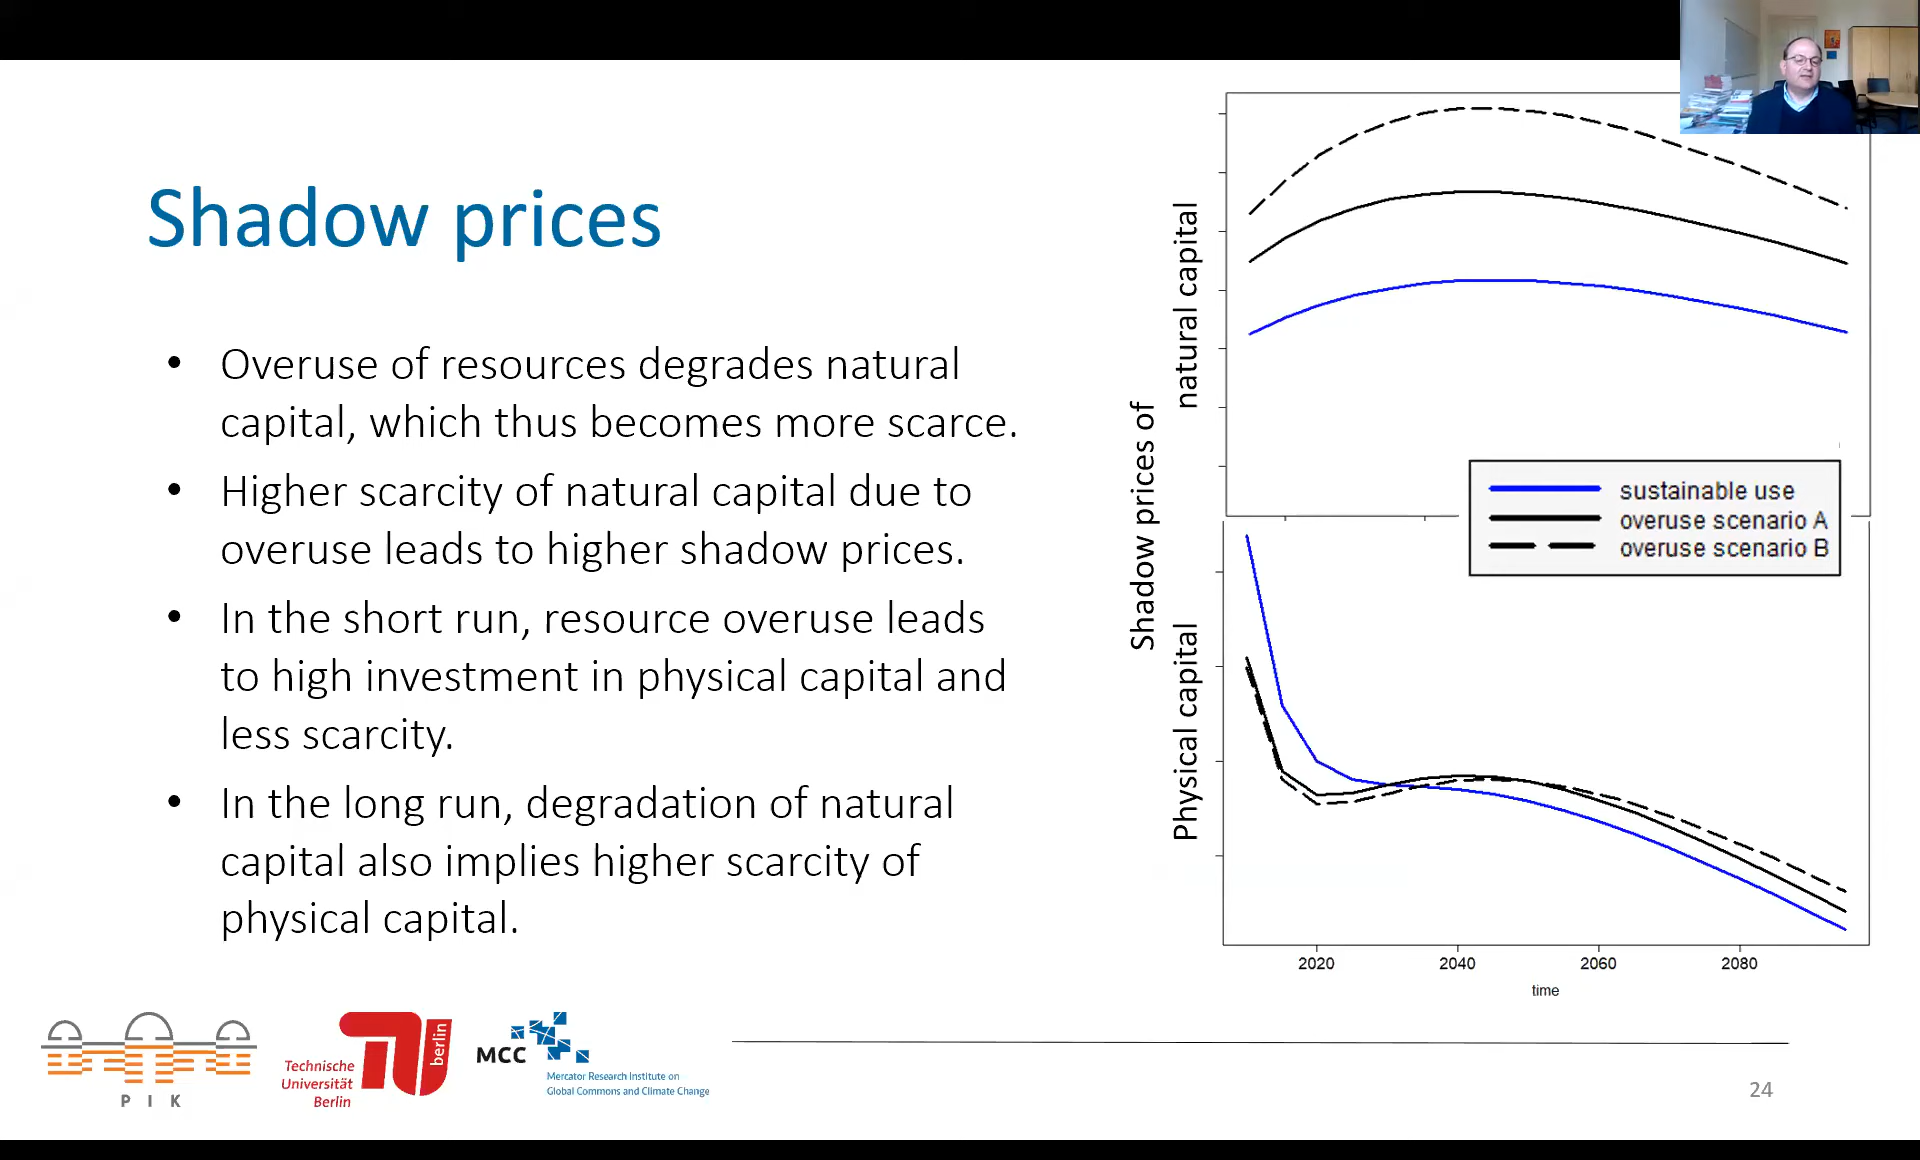 Shadow prices
• Overuse of resources degrades natural
capital, which thus becomes more scarce.
• Higher scarcity of natural capital due to
overuse leads to higher shadow prices.
• In the short run, resource overuse leads
to high investment in physical capital and
less scarcity.
• In the long run, degradation of natural
capital also implies higher scarcity of
physical capital.
Shadow prices of
natural capital
Physical capital
sustainable use
overuse scenario A
overuse scenario B
2020 2040 2060 2080
time
PIK
Technische
Universität
Berlin
berlin
MCC
Mercator Research Institute on
Global Commons and Climate Change
24